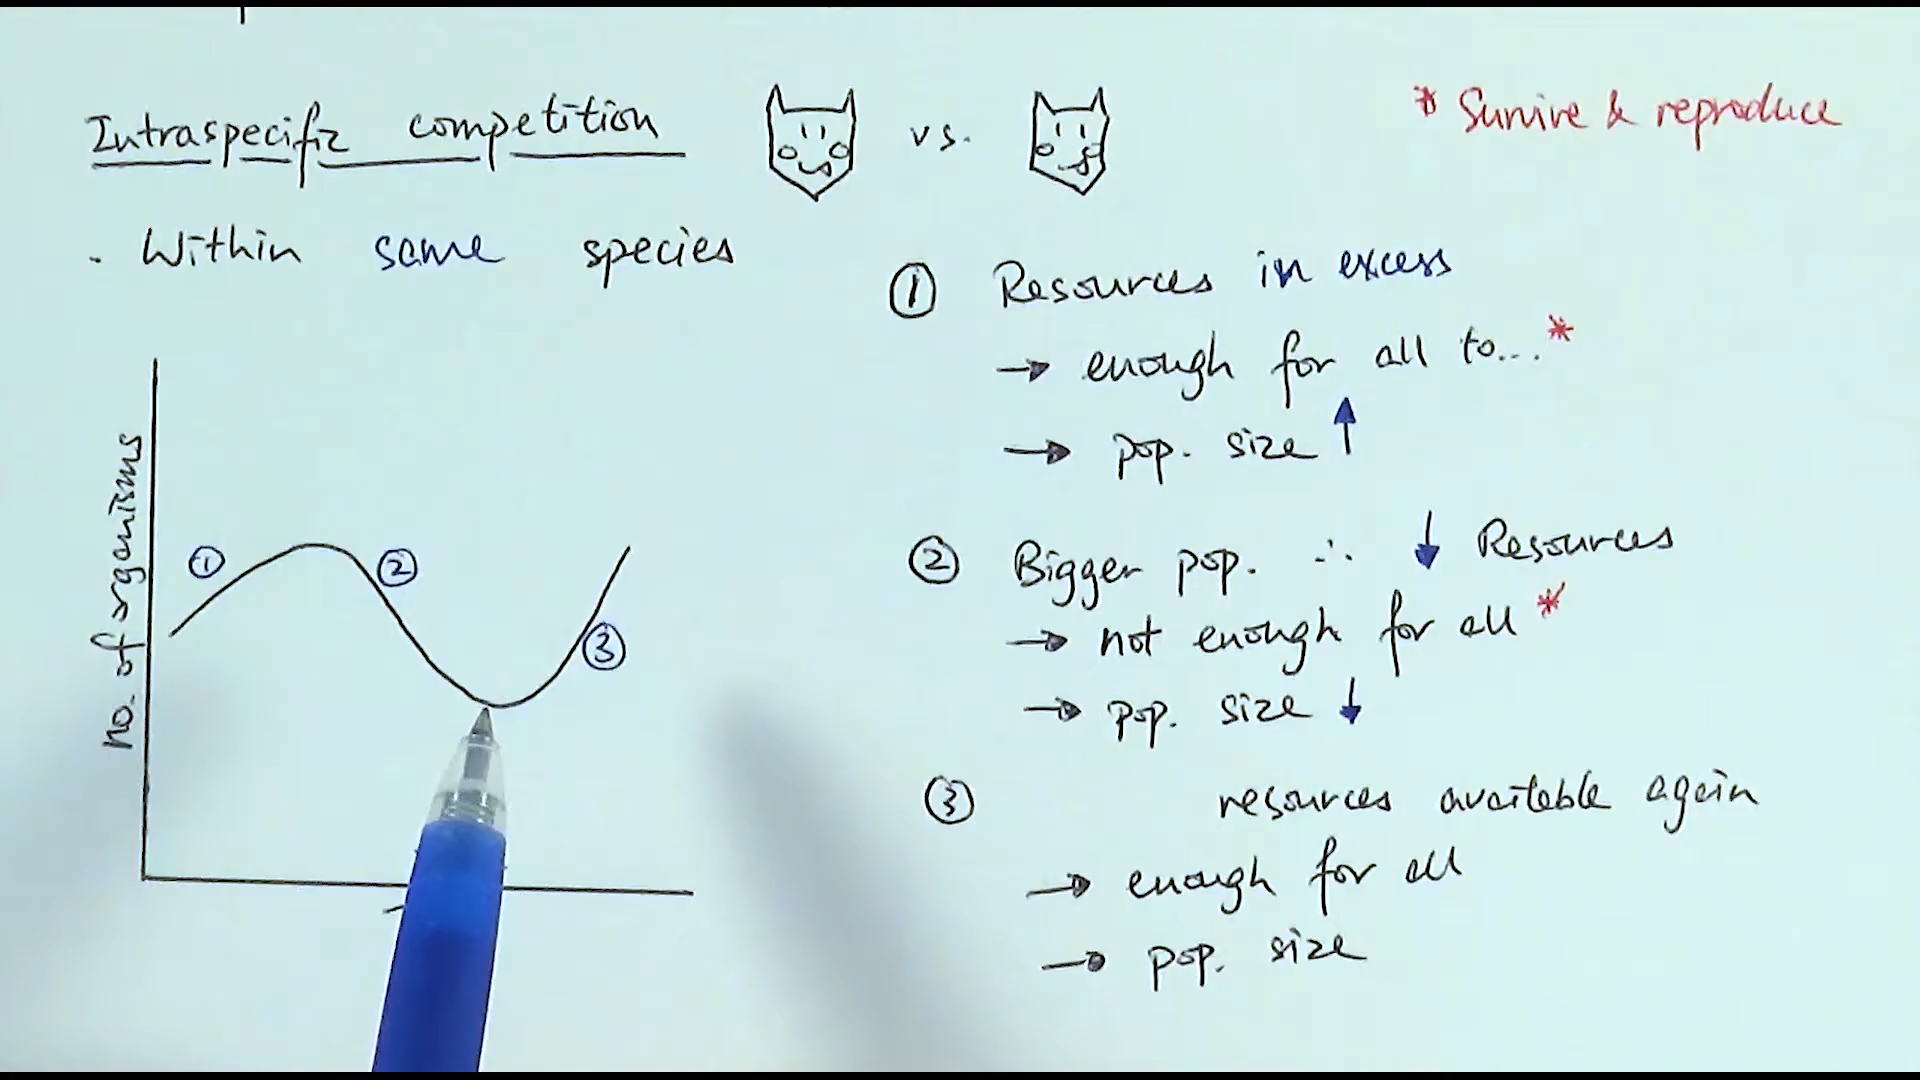 Intraspecific competition vs.
* Survive & reproduce
. Within same species
No. of organisms
①
②
③
① Resources in excess
→ enough for all to...*
→ pop. size ↑
② Bigger pop. ∴ ↓ Resources
→ not enough for all *
→ pop. size ↓
③ resources available again
→ enough for all
→ pop. size